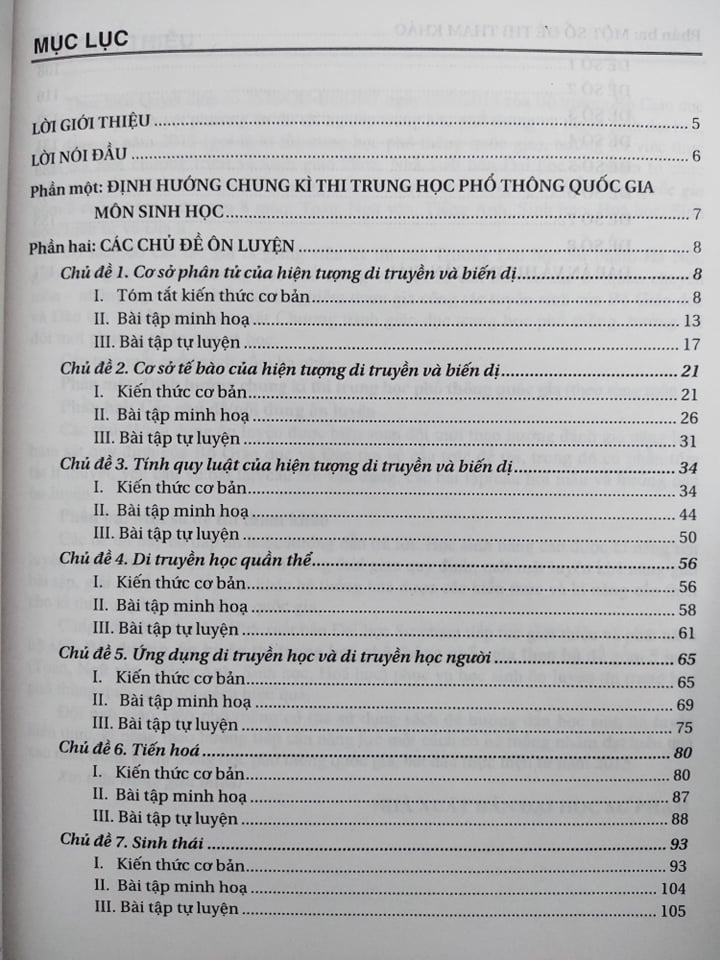 MỤC LỤC
LỜI GIỚI THIỆU 5
LỜI NÓI ĐẦU 6
Phần một: ĐỊNH HƯỚNG CHUNG KÌ THI TRUNG HỌC PHỔ THÔNG QUỐC GIA
MÔN SINH HỌC 7
Phần hai: CÁC CHỦ ĐỀ ÔN LUYỆN 8
Chủ đề 1. Cơ sở phân tử của hiện tượng di truyền và biến dị 8
I. Tóm tắt kiến thức cơ bản 8
II. Bài tập minh hoạ 13
III. Bài tập tự luyện 17
Chủ đề 2. Cơ sở tế bào của hiện tượng di truyền và biến dị 21
I. Kiến thức cơ bản 21
II. Bài tập minh hoạ 26
III. Bài tập tự luyện 31
Chủ đề 3. Tính quy luật của hiện tượng di truyền và biến dị 34
I. Kiến thức cơ bản 34
II. Bài tập minh hoạ 44
III. Bài tập tự luyện 50
Chủ đề 4. Di truyền học quần thể 56
I. Kiến thức cơ bản 56
II. Bài tập minh hoạ 58
III. Bài tập tự luyện 61
Chủ đề 5. Ứng dụng di truyền học và di truyền học người 65
I. Kiến thức cơ bản 65
II. Bài tập minh hoạ 69
III. Bài tập tự luyện 75
Chủ đề 6. Tiến hoá 80
I. Kiến thức cơ bản 80
II. Bài tập minh hoạ 87
III. Bài tập tự luyện 88
Chủ đề 7. Sinh thái 93
I. Kiến thức cơ bản 93
II. Bài tập minh hoạ 104
III. Bài tập tự luyện 105